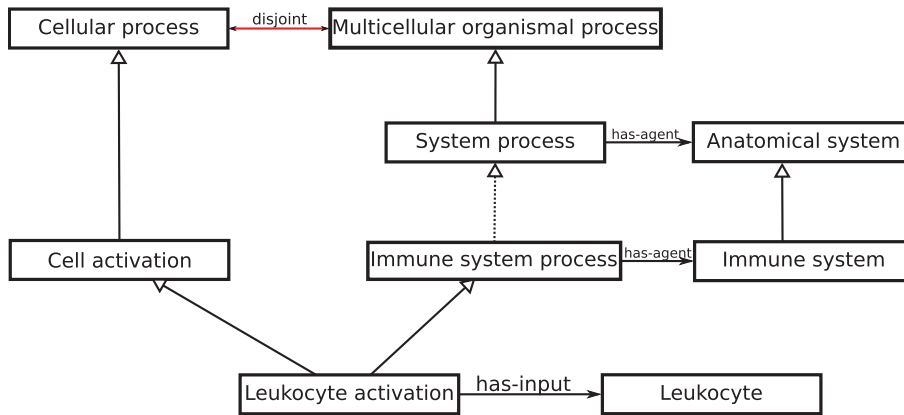 Cellular process
disjoint
Multicellular organismal process
System process
has-agent
Anatomical system
Cell activation
Immune system process
has-agent
Immune system
Leukocyte activation
has-input
Leukocyte